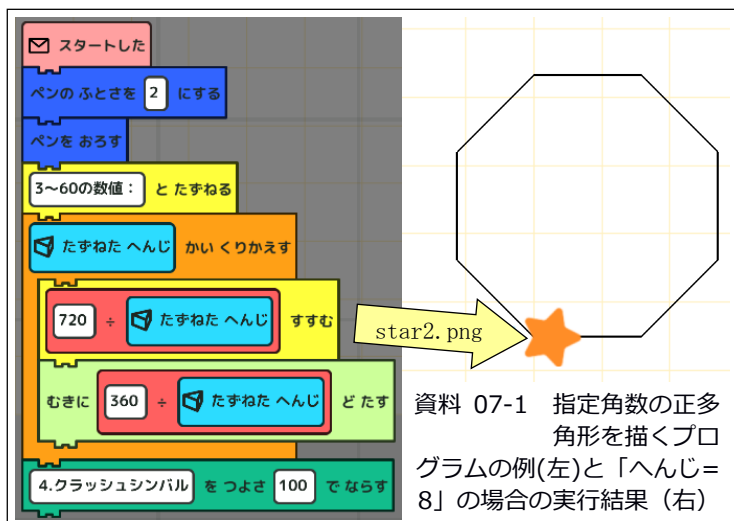 スタートした
ペンの ふとさを 2 にする
ペンを おろす
3~60の数値: と たずねる
たずねた へんじ かい くりかえす
720 ÷ たずねた へんじ すすむ
むきに 360 ÷ たずねた へんじ ど たす
4.クラッシュシンバル を つよさ 100 で ならす
star2.png
資料 07-1 指定角数の正多
角形を描くプロ
グラムの例(左)と「へんじ=
8」の場合の実行結果(右)